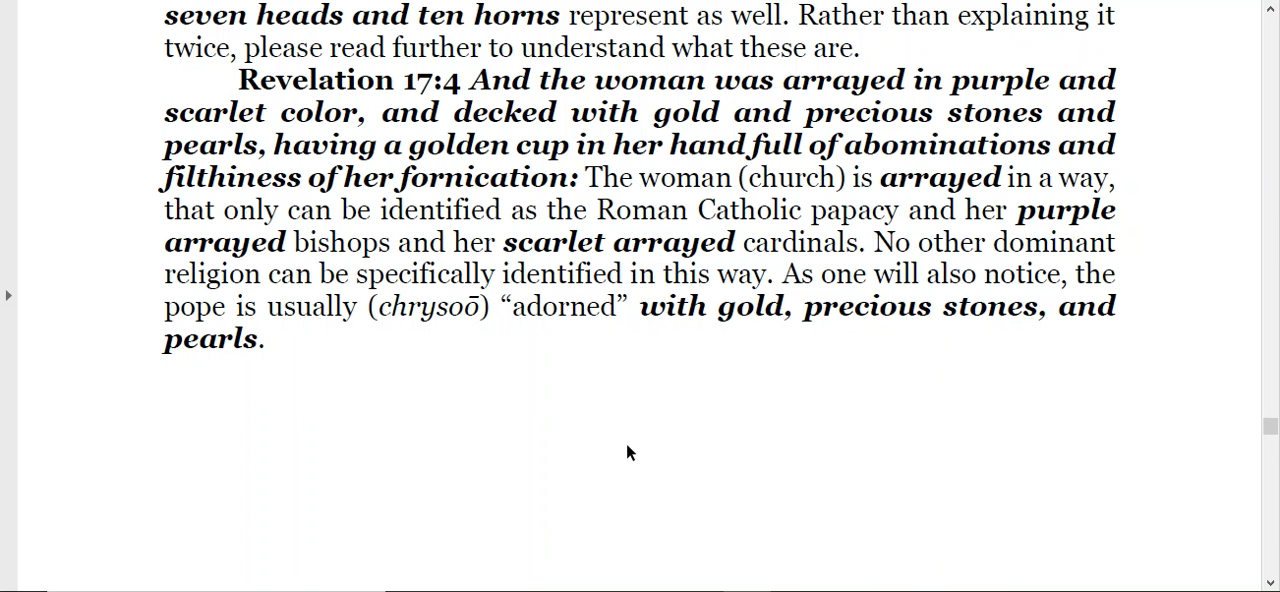 seven heads and ten horns represent as well. Rather than explaining it
twice, please read further to understand what these are.
Revelation 17:4 And the woman was arrayed in purple and
scarlet color, and decked with gold and precious stones and
pearls, having a golden cup in her hand full of abominations and
filthiness of her fornication: The woman (church) is arrayed in a way,
that only can be identified as the Roman Catholic papacy and her purple
arrayed bishops and her scarlet arrayed cardinals. No other dominant
religion can be specifically identified in this way. As one will also notice, the
pope is usually (chrysoō) “adorned” with gold, precious stones, and
pearls.